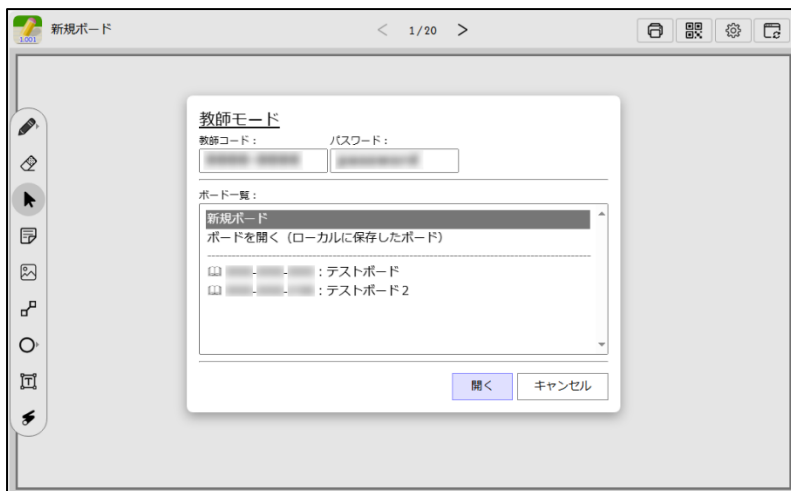 新規ボード
1/20
1.001
教師モード
教師コード： パスワード：
ボード一覧：
新規ボード
ボードを開く（ローカルに保存したボード）
：テストボード
：テストボード２
開く キャンセル
T